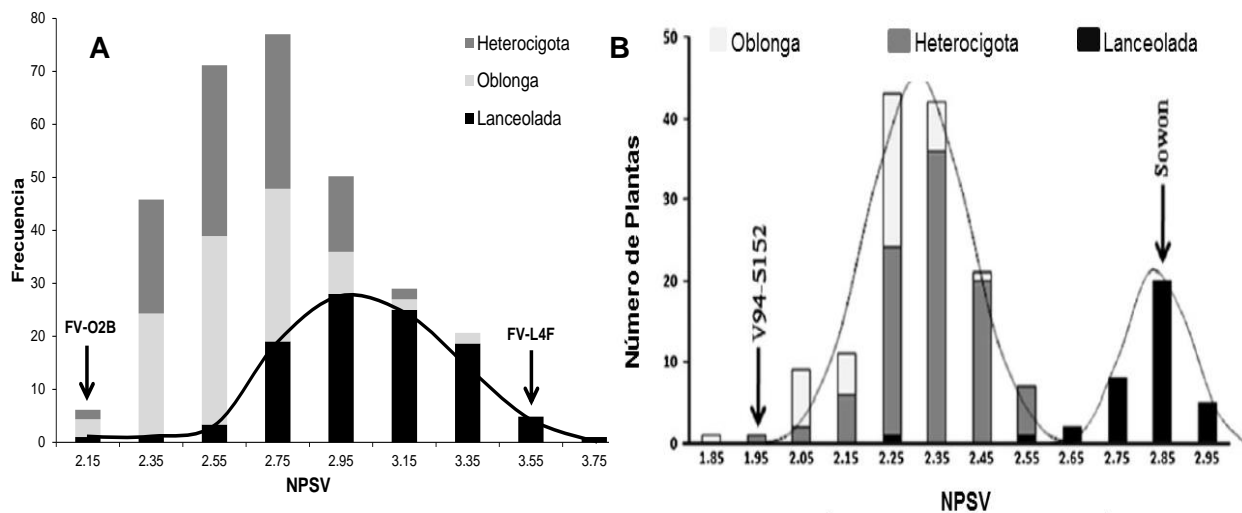 A
Heterocigota
Oblonga
Lanceolada
80
70
60
50
40
30
20
10
0
Frecuencia
FV-O2B
FV-L4F
2.15 2.35 2.55 2.75 2.95 3.15 3.35 3.55 3.75
NPSV
B
Oblonga Heterocigota Lanceolada
50
40
30
20
10
0
Número de Plantas
V94-5152
Sowon
1.85 1.95 2.05 2.15 2.25 2.35 2.45 2.55 2.65 2.75 2.85 2.95
NPSV